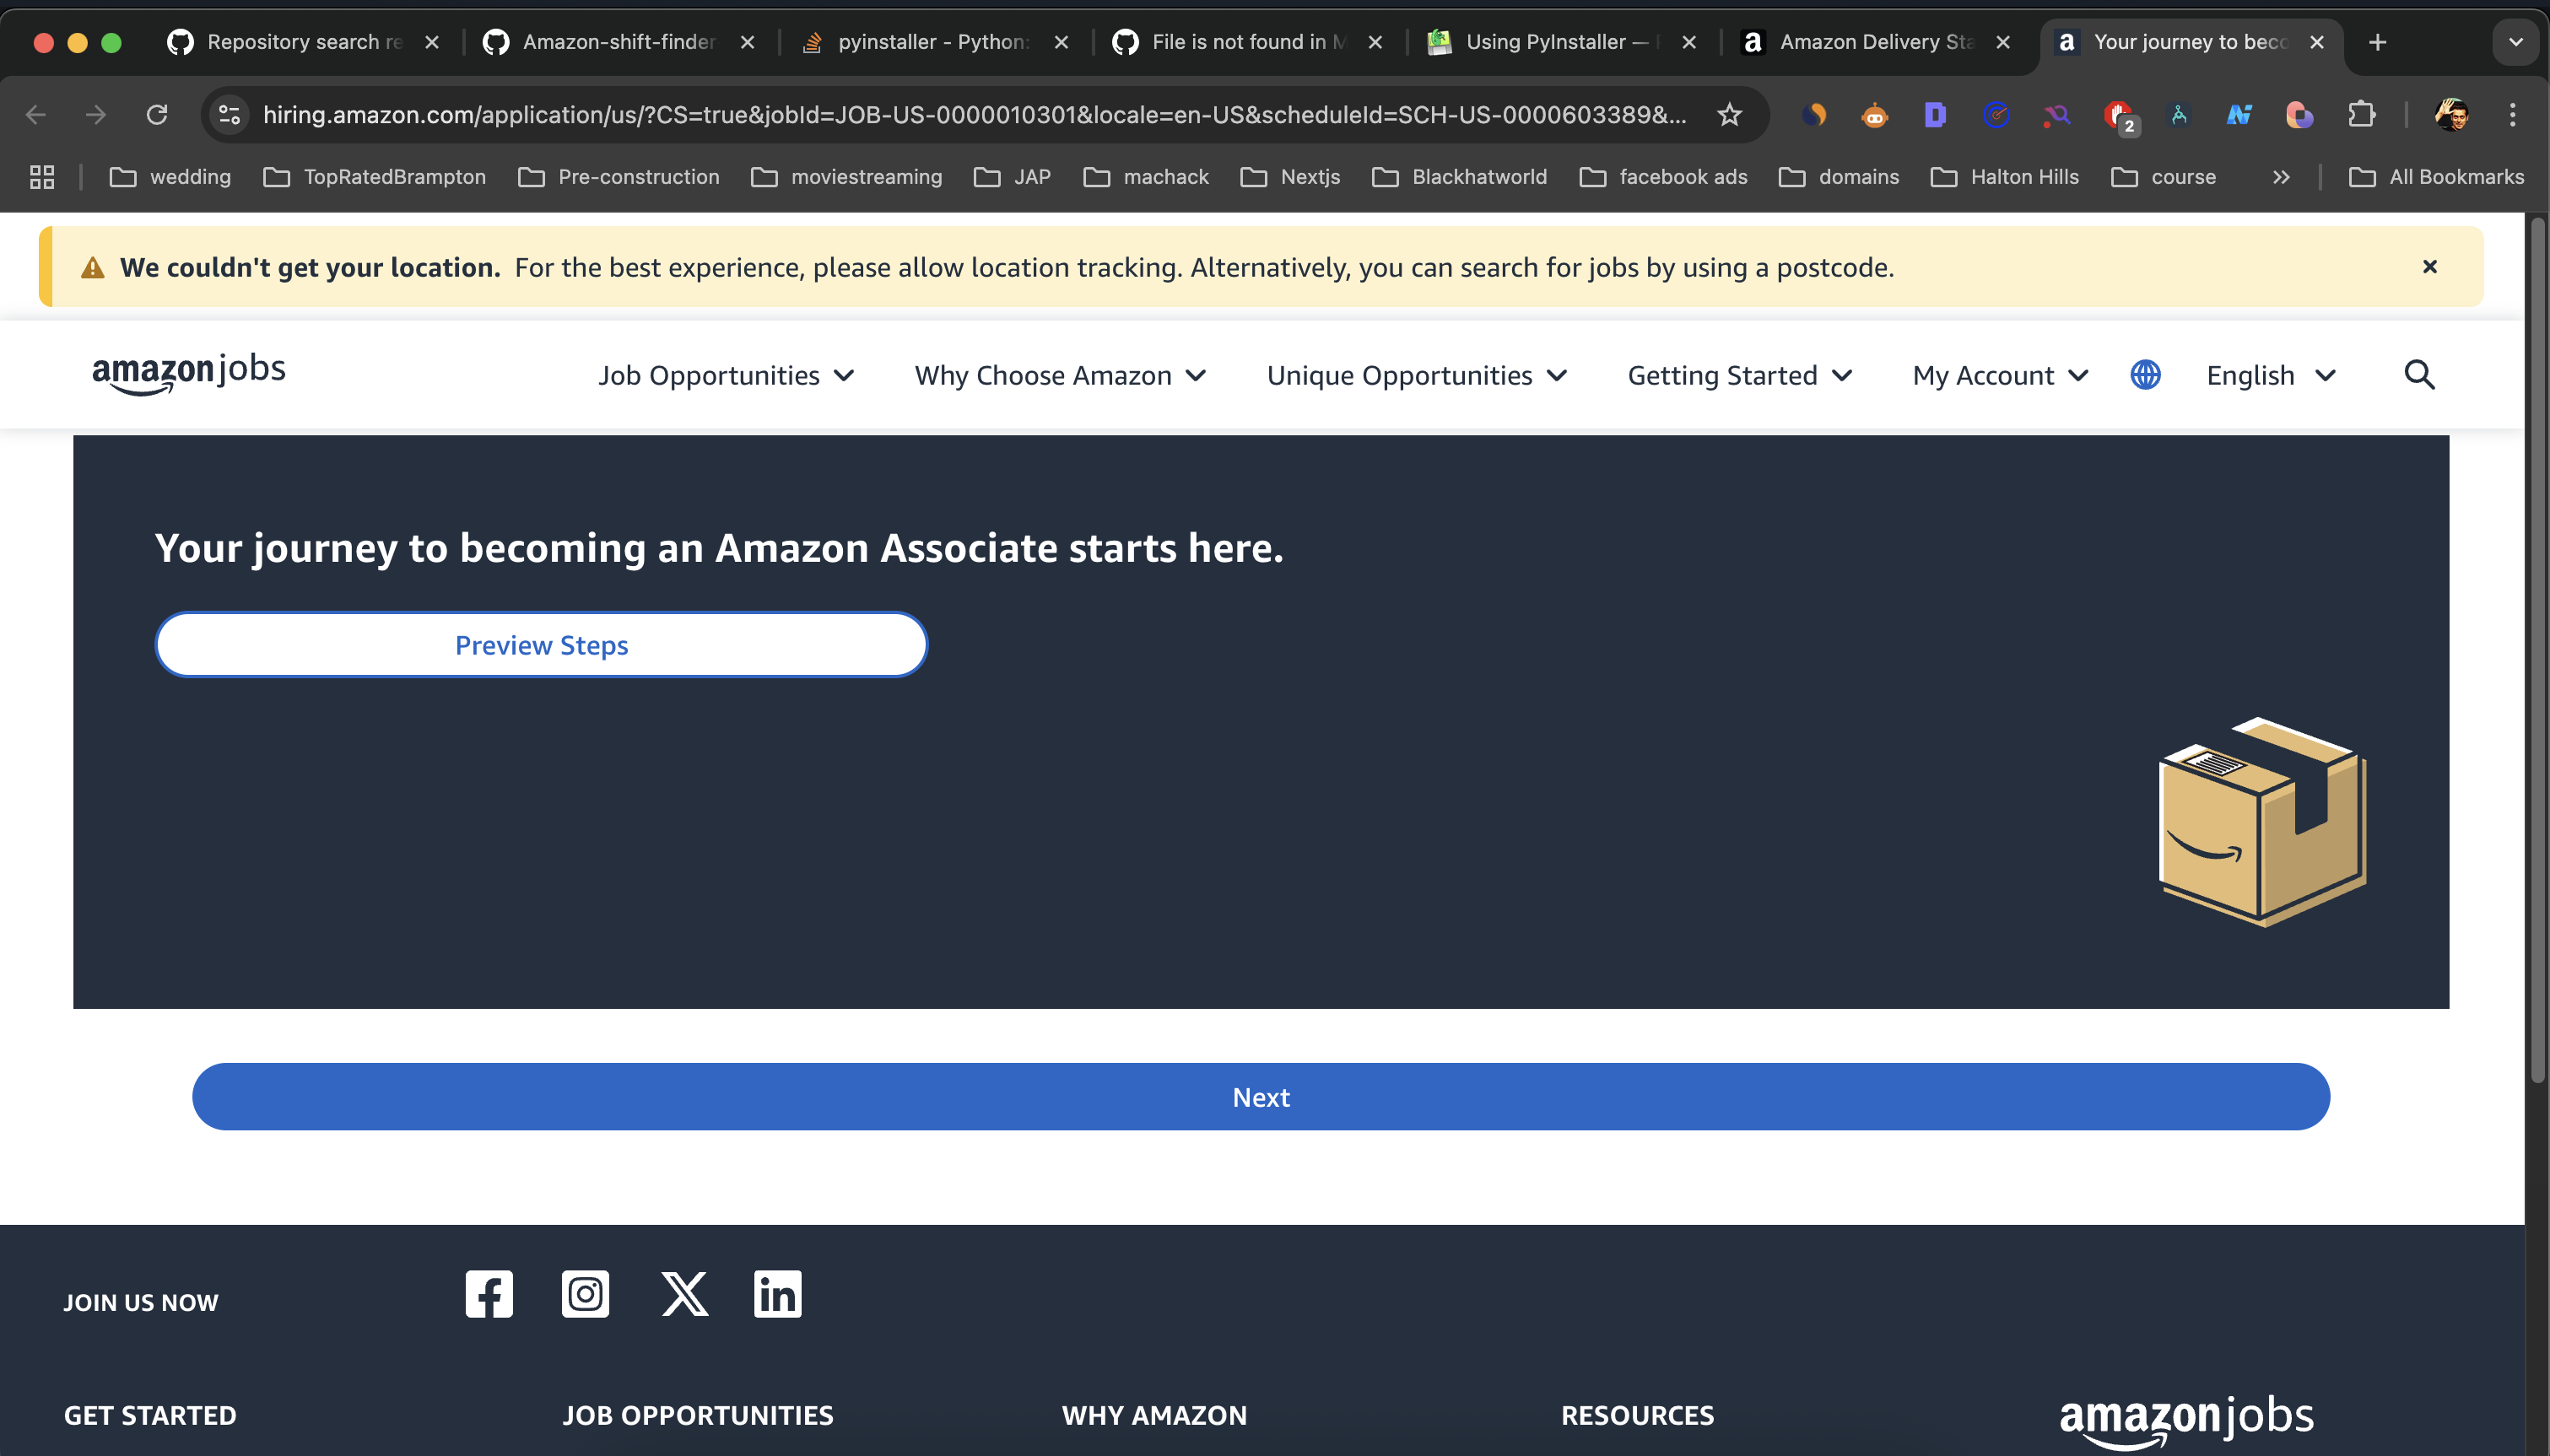 Repository search re
Amazon-shift-finder
pyinstaller - Python:
File is not found in M
Using PyInstaller —
Amazon Delivery Sta
Your journey to beco
hiring.amazon.com/application/us/?CS=true&jobId=JOB-US-0000010301&locale=en-US&scheduleId=SCH-US-0000603389&...
2
wedding
TopRatedBrampton
Pre-construction
moviestreaming
JAP
machack
Nextjs
Blackhatworld
facebook ads
domains
Halton Hills
course
All Bookmarks
We couldn't get your location. For the best experience, please allow location tracking. Alternatively, you can search for jobs by using a postcode.
amazon jobs
Job Opportunities
Why Choose Amazon
Unique Opportunities
Getting Started
My Account
English
Your journey to becoming an Amazon Associate starts here.
Preview Steps
Next
JOIN US NOW
GET STARTED
JOB OPPORTUNITIES
WHY AMAZON
RESOURCES
amazon jobs